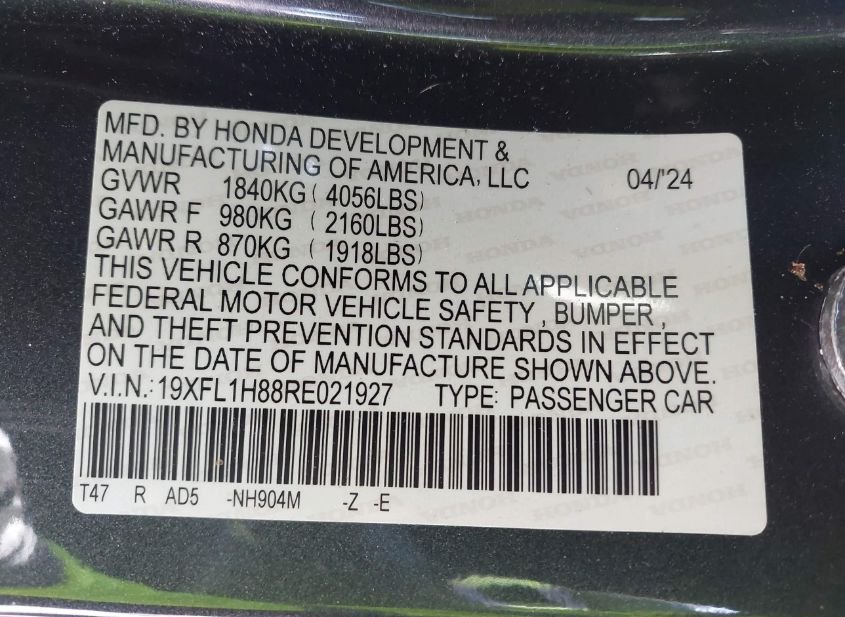 MFD. BY HONDA DEVELOPMENT &
MANUFACTURING OF AMERICA, LLC 04/'24
GVWR 1840KG ( 4056LBS)
GAWR F 980KG ( 2160LBS)
GAWR R 870KG ( 1918LBS)
THIS VEHICLE CONFORMS TO ALL APPLICABLE
FEDERAL MOTOR VEHICLE SAFETY , BUMPER ,
AND THEFT PREVENTION STANDARDS IN EFFECT
ON THE DATE OF MANUFACTURE SHOWN ABOVE.
V.I.N.: 19XFL1H88RE021927 TYPE: PASSENGER CAR
T47 R AD5 -NH904M -Z -E